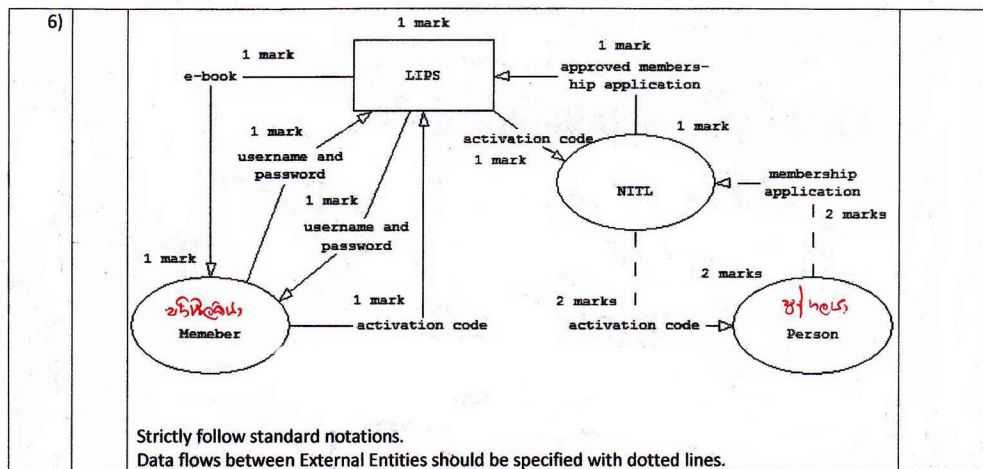 6)
1 mark
1 mark
e-book
LIPS
1 mark
approved members-
hip application
1 mark
username and
password
activation code
1 mark
1 mark
NITL
membership
application
2 marks
1 mark
username and
password
1 mark
Memeber
1 mark
activation code
2 marks
activation code
2 marks
පුද්ගලයා
Person
Strictly follow standard notations.
Data flows between External Entities should be specified with dotted lines.